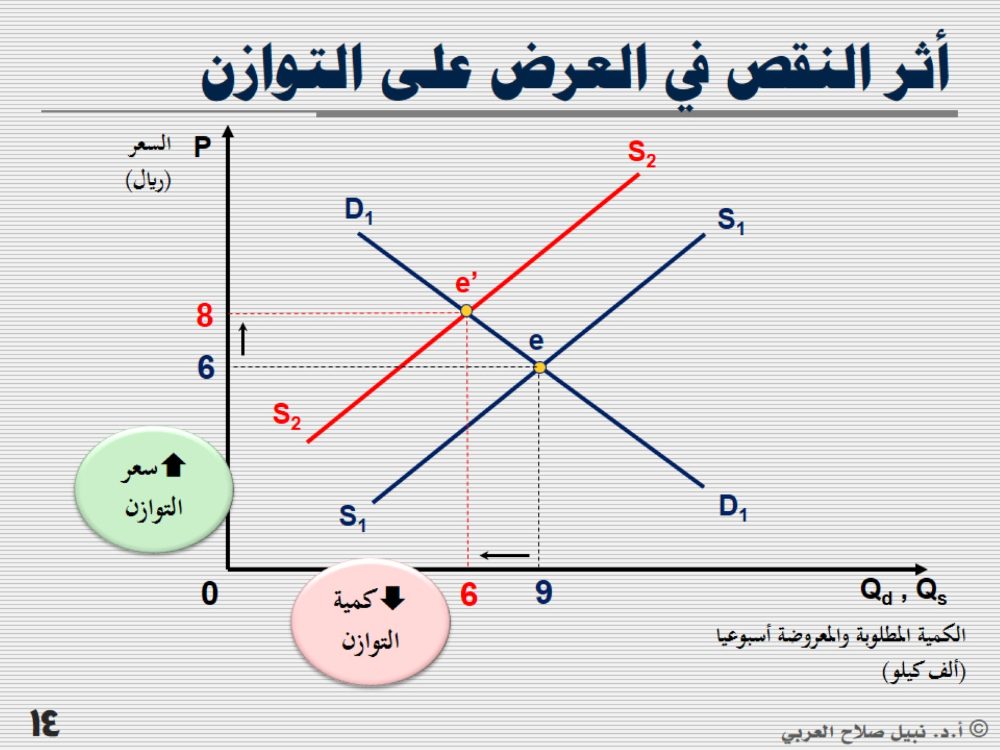 أثر النقص في العرض على التوازن
السعر P
(ريال)
S2
D1
S1
e’
8
e
6
S2
سعر
التوازن
S1
D1
0
6
9
Qd , Qs
كمية
التوازن
الكمية المطلوبة والمعروضة أسبوعيا
(ألف كيلو)
١٤
© أ.د. نبيل صلاح العربي